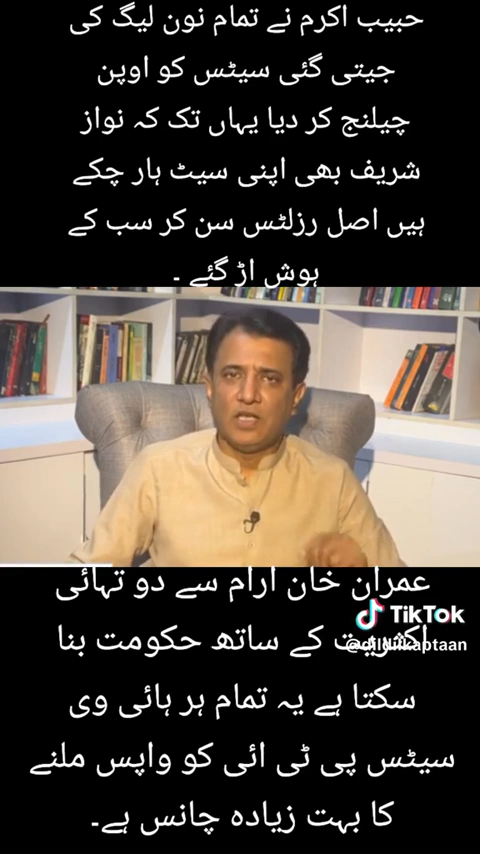 حبیب اکرم نے تمام نون لیگ کی
جیتی گئی سیٹس کو اوپن
چیلنج کر دیا یہاں تک کہ نواز
شریف بھی اپنی سیٹ ہار چکے
ہیں اصل رزلٹس سن کر سب کے
ہوش اڑ گئے ۔
عمران خان ارام سے دو تہائی
TikTok
اکثریت کے ساتھ حکومت بنا
@dildilkaptaan
سکتا ہے یہ تمام ہر ہائی وی
سیٹس پی ٹی ائی کو واپس ملنے
کا بہت زیادہ چانس ہے۔